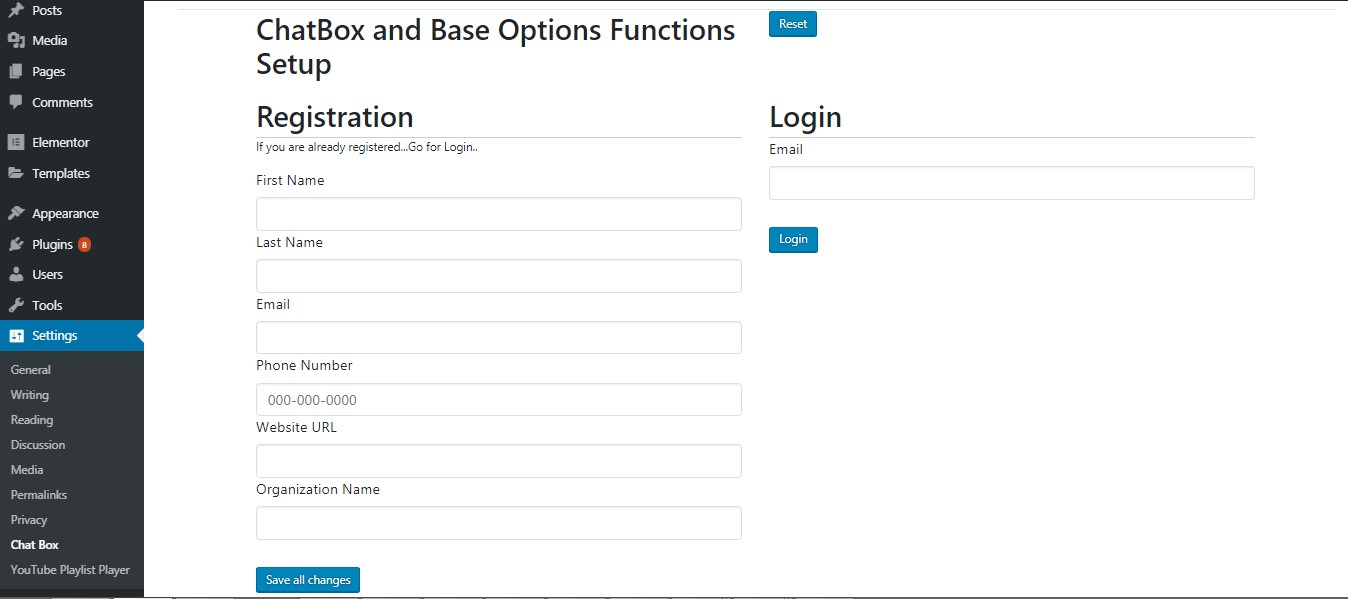 Posts
Media
Pages
Comments
Elementor
Templates
Appearance
Plugins 8
Users
Tools
Settings
General
Writing
Reading
Discussion
Media
Permalinks
Privacy
Chat Box
YouTube Playlist Player
ChatBox and Base Options Functions
Setup
Reset
Registration
If you are already registered...Go for Login..
First Name
Last Name
Email
Phone Number
000-000-0000
Website URL
Organization Name
Save all changes
Login
Email
Login